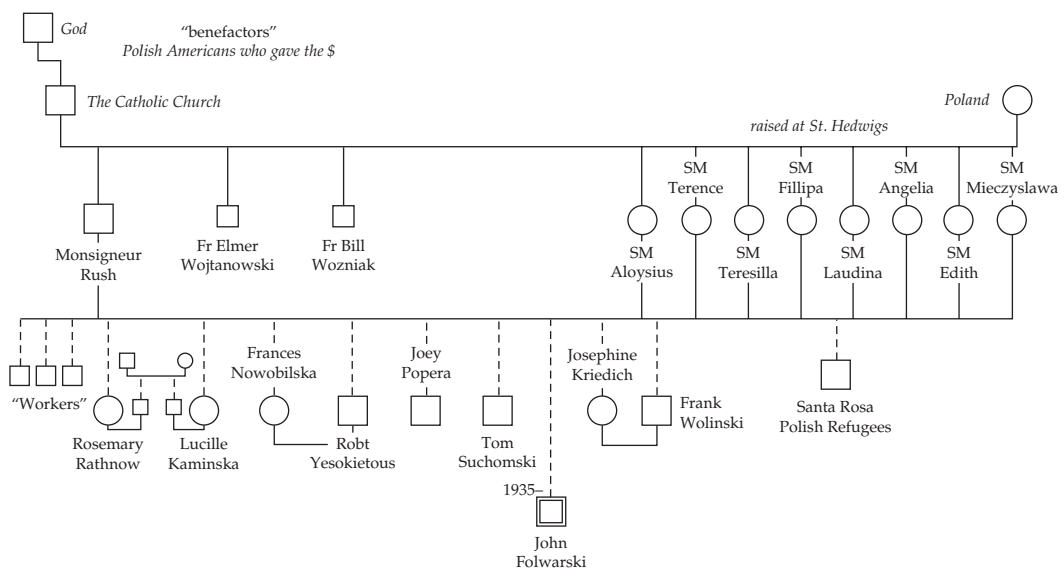 God
“benefactors”
Polish Americans who gave the $
The Catholic Church
Poland
raised at St. Hedwigs
SM
Terence
SM
Fillipa
SM
Angelia
SM
Mieczyslawa
Monsigneur
Rush
Fr Elmer
Wojtanowski
Fr Bill
Wozniak
SM
Aloysius
SM
Teresilla
SM
Laudina
SM
Edith
“Workers”
Rosemary
Rathnow
Lucille
Kaminska
Frances
Nowobilska
Robt
Yesokietous
Joey
Popera
Tom
Suchomski
Josephine
Kriedich
Frank
Wolinski
Santa Rosa
Polish Refugees
1935–
John
Folwarski